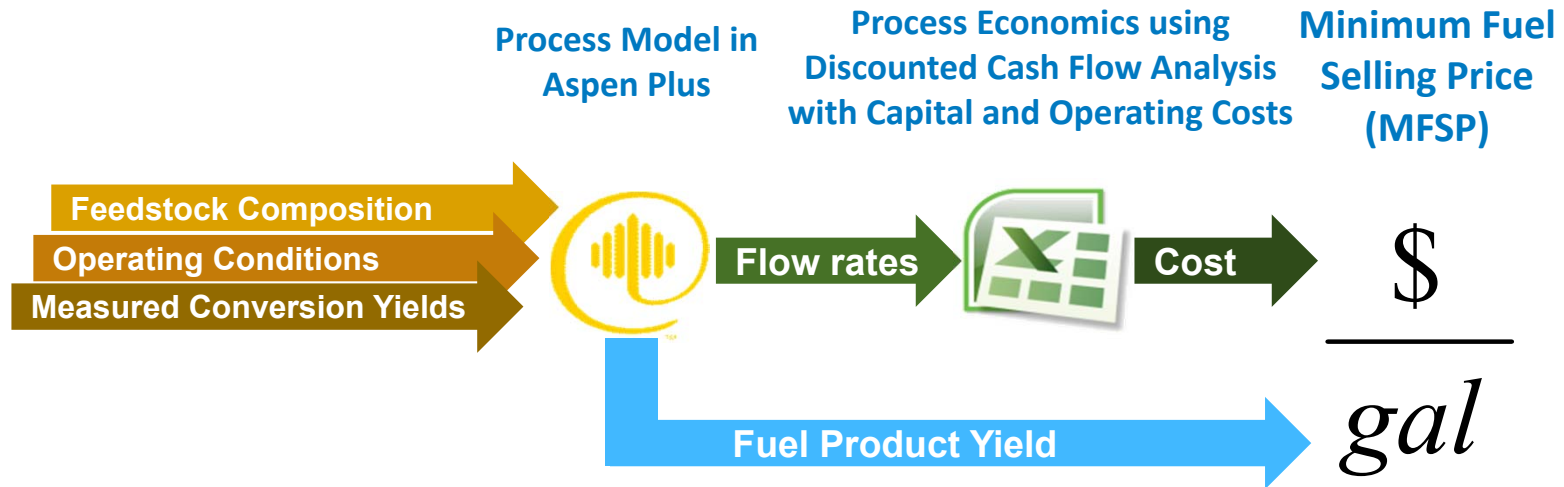 Process Model in
Aspen Plus
Process Economics using
Discounted Cash Flow Analysis
with Capital and Operating Costs
Minimum Fuel
Selling Price
(MFSP)
Feedstock Composition
Operating Conditions
Measured Conversion Yields
Flow rates
Cost
$
gal
Fuel Product Yield